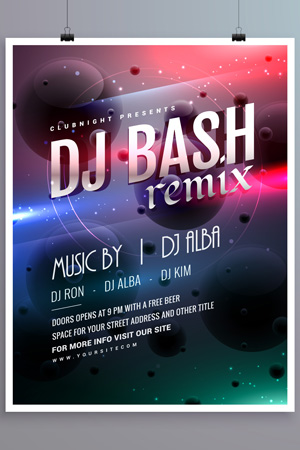 CLUBNIGHT PRESENTS
DJ BASH
remix
MUSIC BY | DJ ALBA
DJ RON · DJ ALBA · DJ KIM
DOORS OPENS AT 9 PM WITH A FREE BEER
SPACE FOR YOUR STREET ADDRESS AND OTHER TITLE
FOR MORE INFO VISIT OUR SITE
WWW.YOURSITE.COM